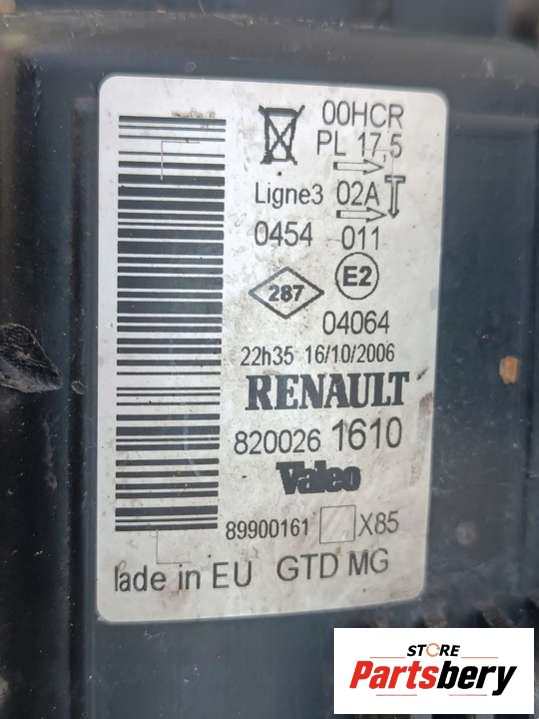 00HCR
PL 17,5
Ligne3 02A
0454 011
287 E2
04064
22h35 16/10/2006
RENAULT
820026 1610
Valeo
89900161 X85
lade in EU GTD MG
STORE
Partsbery